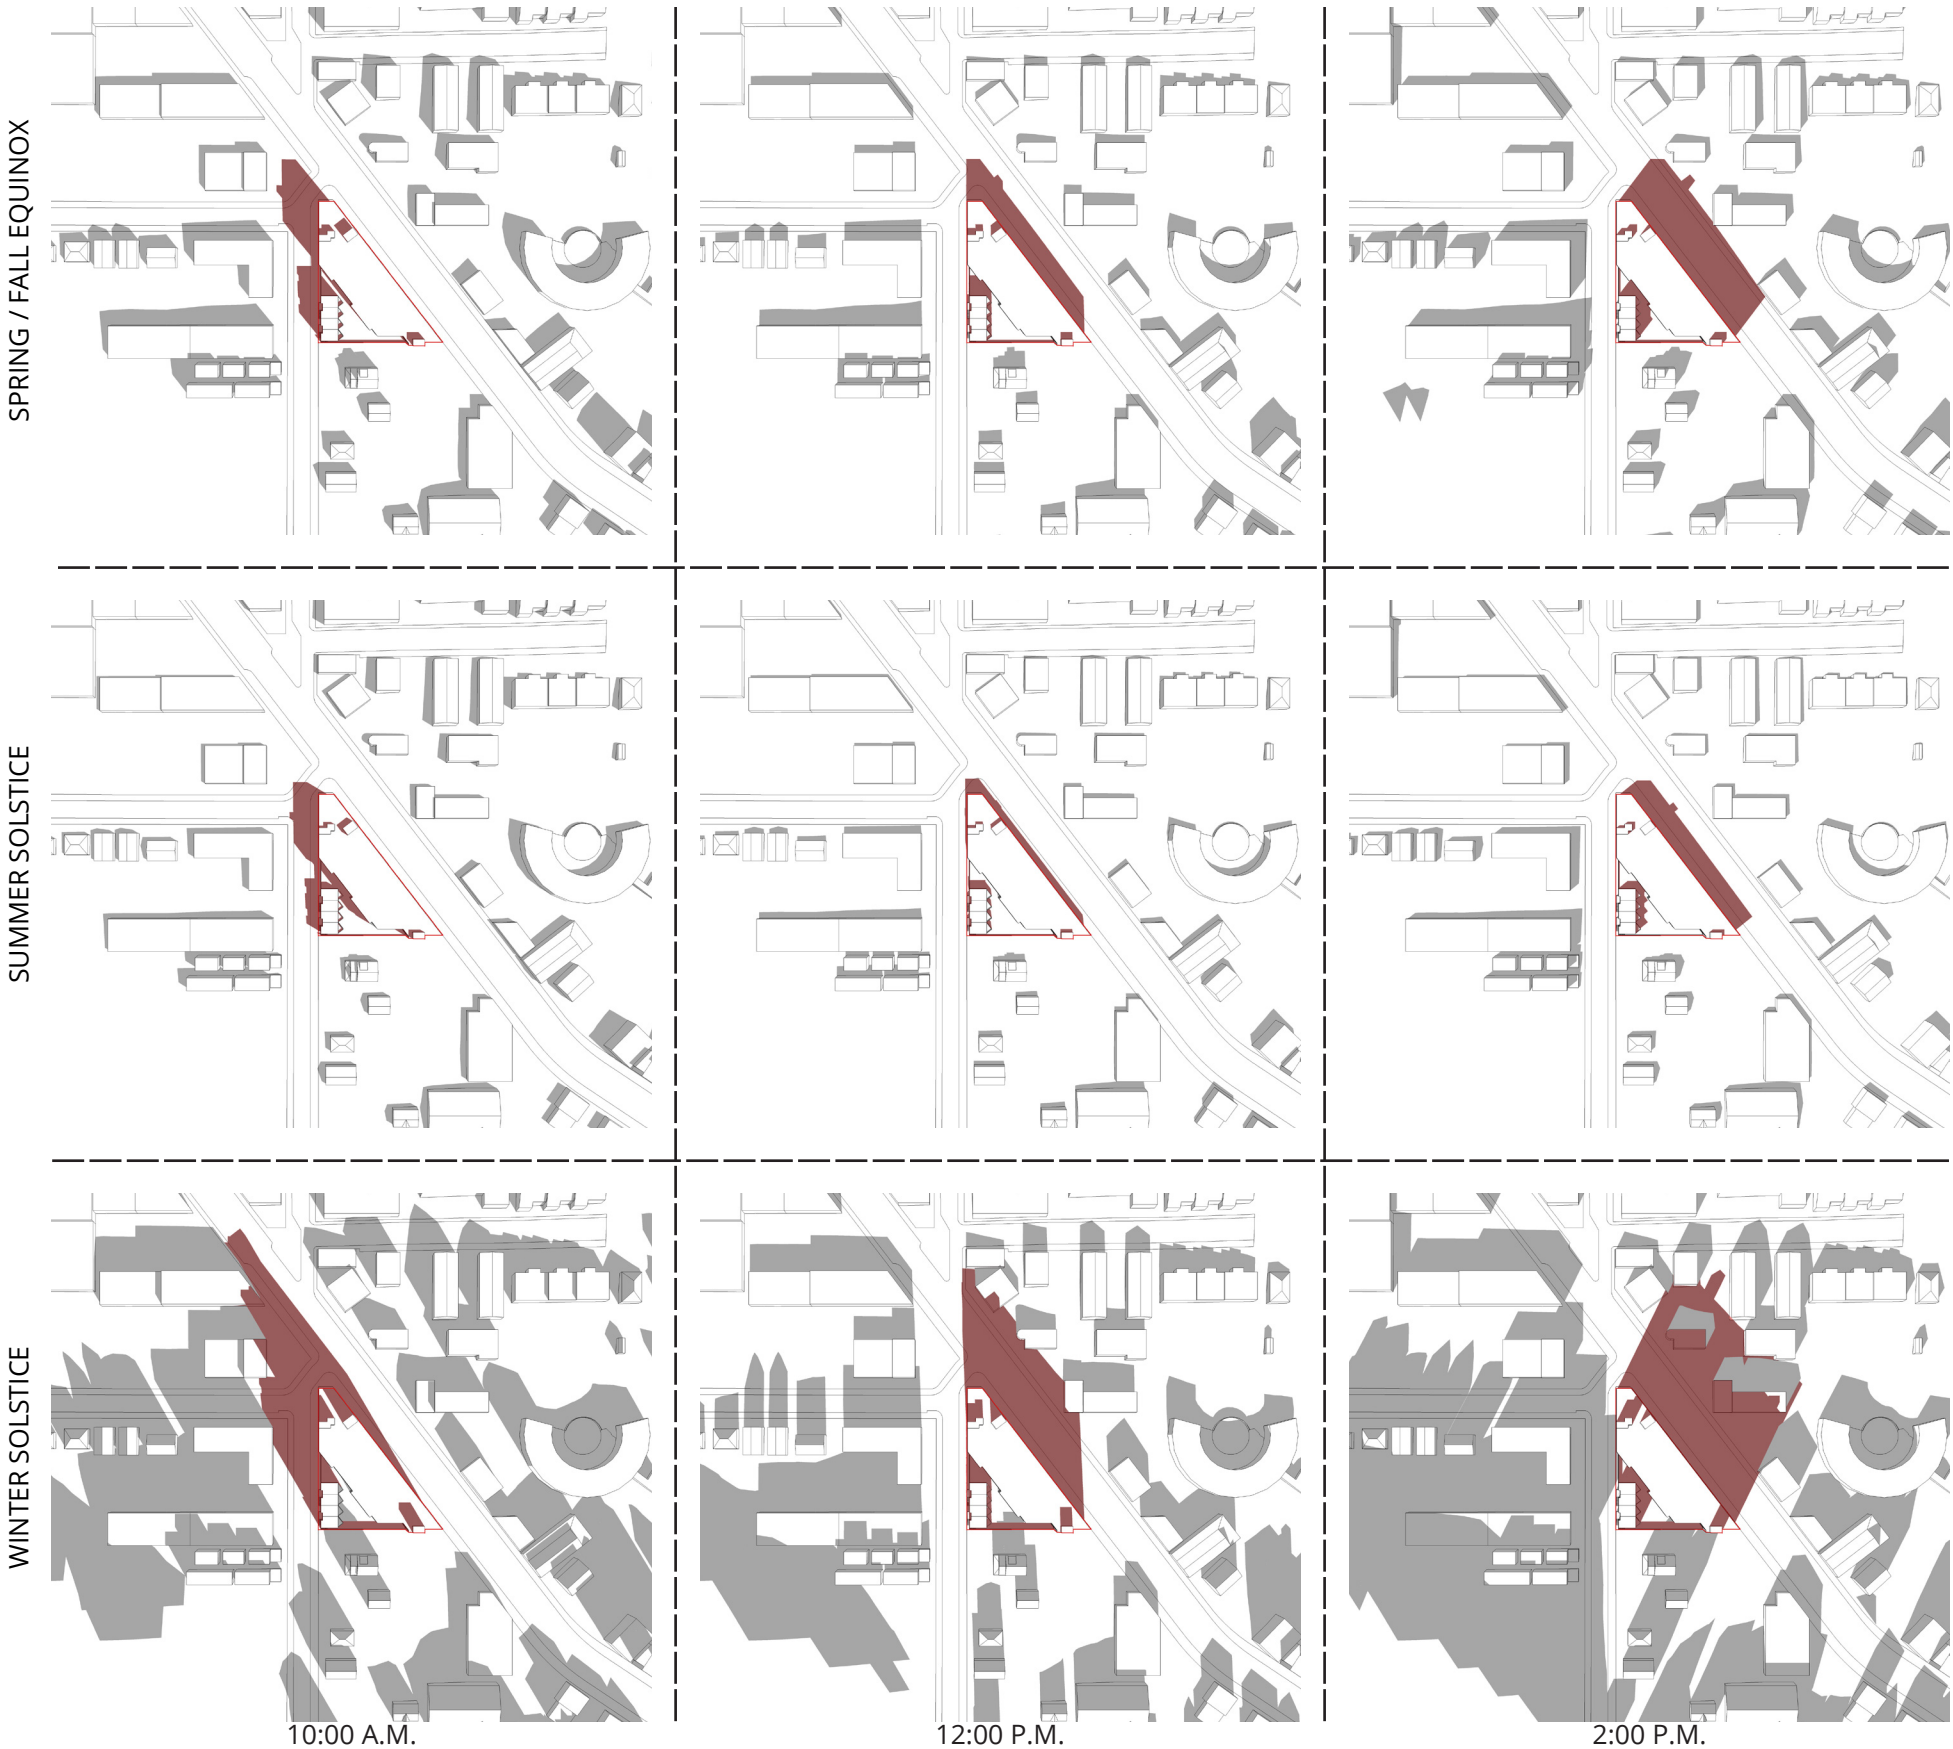 SPRING / FALL EQUINOX
SUMMER SOLSTICE
WINTER SOLSTICE
10:00 A.M.
12:00 P.M.
2:00 P.M.